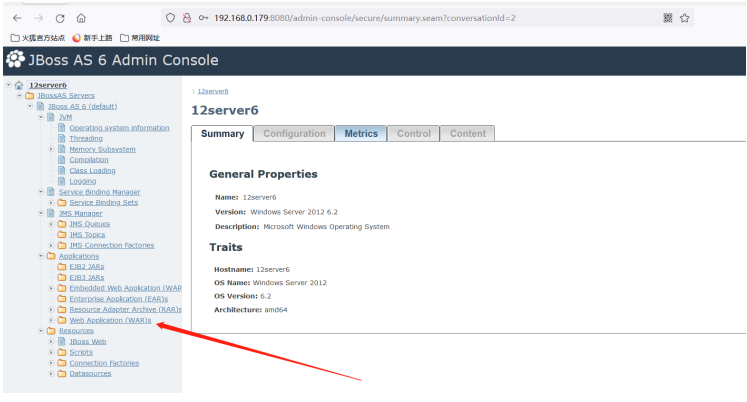 192.168.0.179:8080/admin-console/secure/summary.seam?conversationId=2
火狐官方站点 新手上路 常用网址
JBoss AS 6 Admin Console
12server6
JBossAS Servers
JBoss AS 6 (default)
JVM
Operating system information
Threading
Memory Subsystem
Compilation
Class Loading
Logging
Service Binding Manager
Service Binding Sets
JMS Manager
JMS Queues
JMS Topics
JMS Connection Factories
Applications
EJB2 JARs
EJB3 JARs
Embedded Web Application (WAR
Enterprise Application (EAR)s
Resource Adapter Archive (RAR)s
Web Application (WAR)s
Resources
JBoss Web
Scripts
Connection Factories
Datasources
: 12server6
12server6
Summary Configuration Metrics Control Content
General Properties
Name: 12server6
Version: Windows Server 2012 6.2
Description: Microsoft Windows Operating System
Traits
Hostname: 12server6
OS Name: Windows Server 2012
OS Version: 6.2
Architecture: amd64